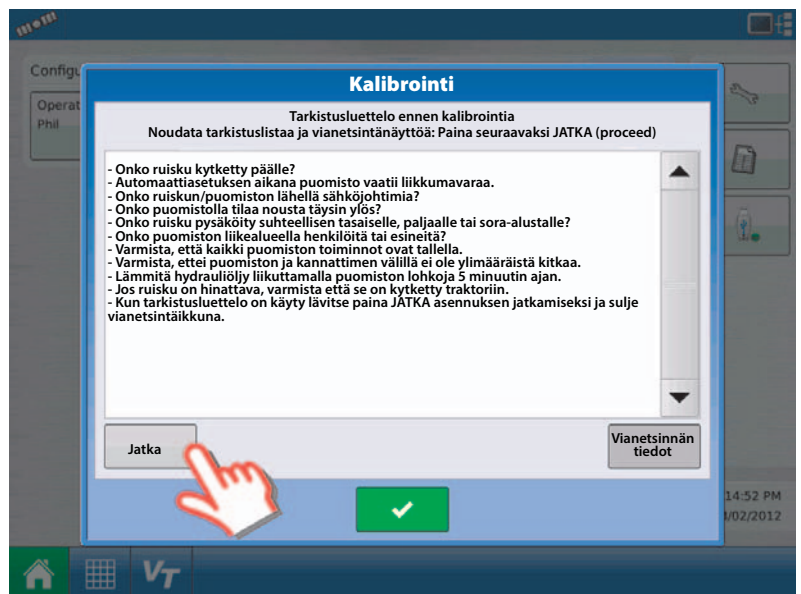 Configu
Operat
Phil
Kalibrointi
Tarkistusluettelo ennen kalibrointia
Noudata tarkistuslistaa ja vianetsintänäyttöä: Paina seuraavaksi JATKA (proceed)
- Onko ruisku kytketty päälle?
- Automaattiasetuksen aikana puomisto vaatii liikkumavaraa.
- Onko ruiskun/puomiston lähellä sähköjohtimia?
- Onko puomistolla tilaa nousta täysin ylös?
- Onko ruisku pysäköity suhteellisen tasaiselle, paljaalle tai sora-alustalle?
- Onko puomiston liikealueella henkilöitä tai esineitä?
- Varmista, että kaikki puomiston toiminnot ovat tallella.
- Varmista, ettei puomiston ja kannattimen välillä ei ole ylimääräistä kitkaa.
- Lämmitä hydrauliöljy liikuttamalla puomiston lohkoja 5 minuutin ajan.
- Jos ruisku on hinattava, varmista että se on kytketty traktoriin.
- Kun tarkistusluettelo on käyty lävitse paina JATKA asennuksen jatkamiseksi ja sulje
vianetsintäikkuna.
Jatka
Vianetsinnän
tiedot
14:52 PM
/02/2012
VT